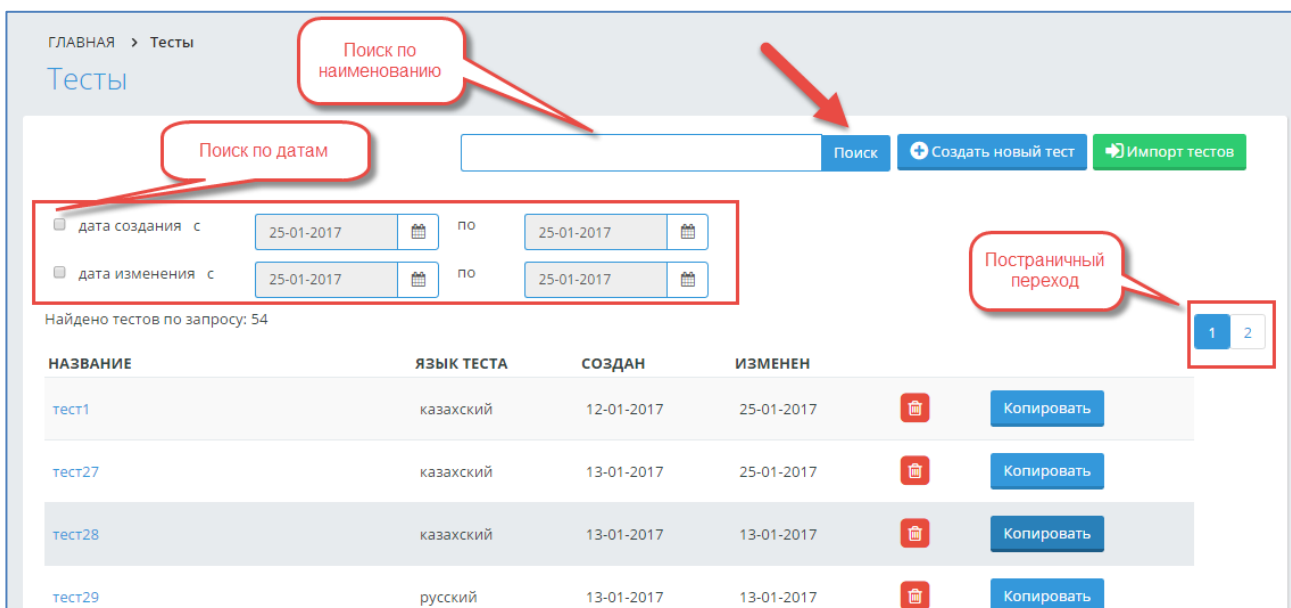 ГЛАВНАЯ > Тесты
Тесты
Поиск по
наименованию
Поиск по датам
Поиск
Создать новый тест
Импорт тестов
дата создания с 25-01-2017 по 25-01-2017
дата изменения с 25-01-2017 по 25-01-2017
Постраничный
переход
Найдено тестов по запросу: 54
1 2
НАЗВАНИЕ ЯЗЫК ТЕСТА СОЗДАН ИЗМЕНЕН
тест1 казахский 12-01-2017 25-01-2017 Копировать
тест27 казахский 13-01-2017 25-01-2017 Копировать
тест28 казахский 13-01-2017 13-01-2017 Копировать
тест29 русский 13-01-2017 13-01-2017 Копировать